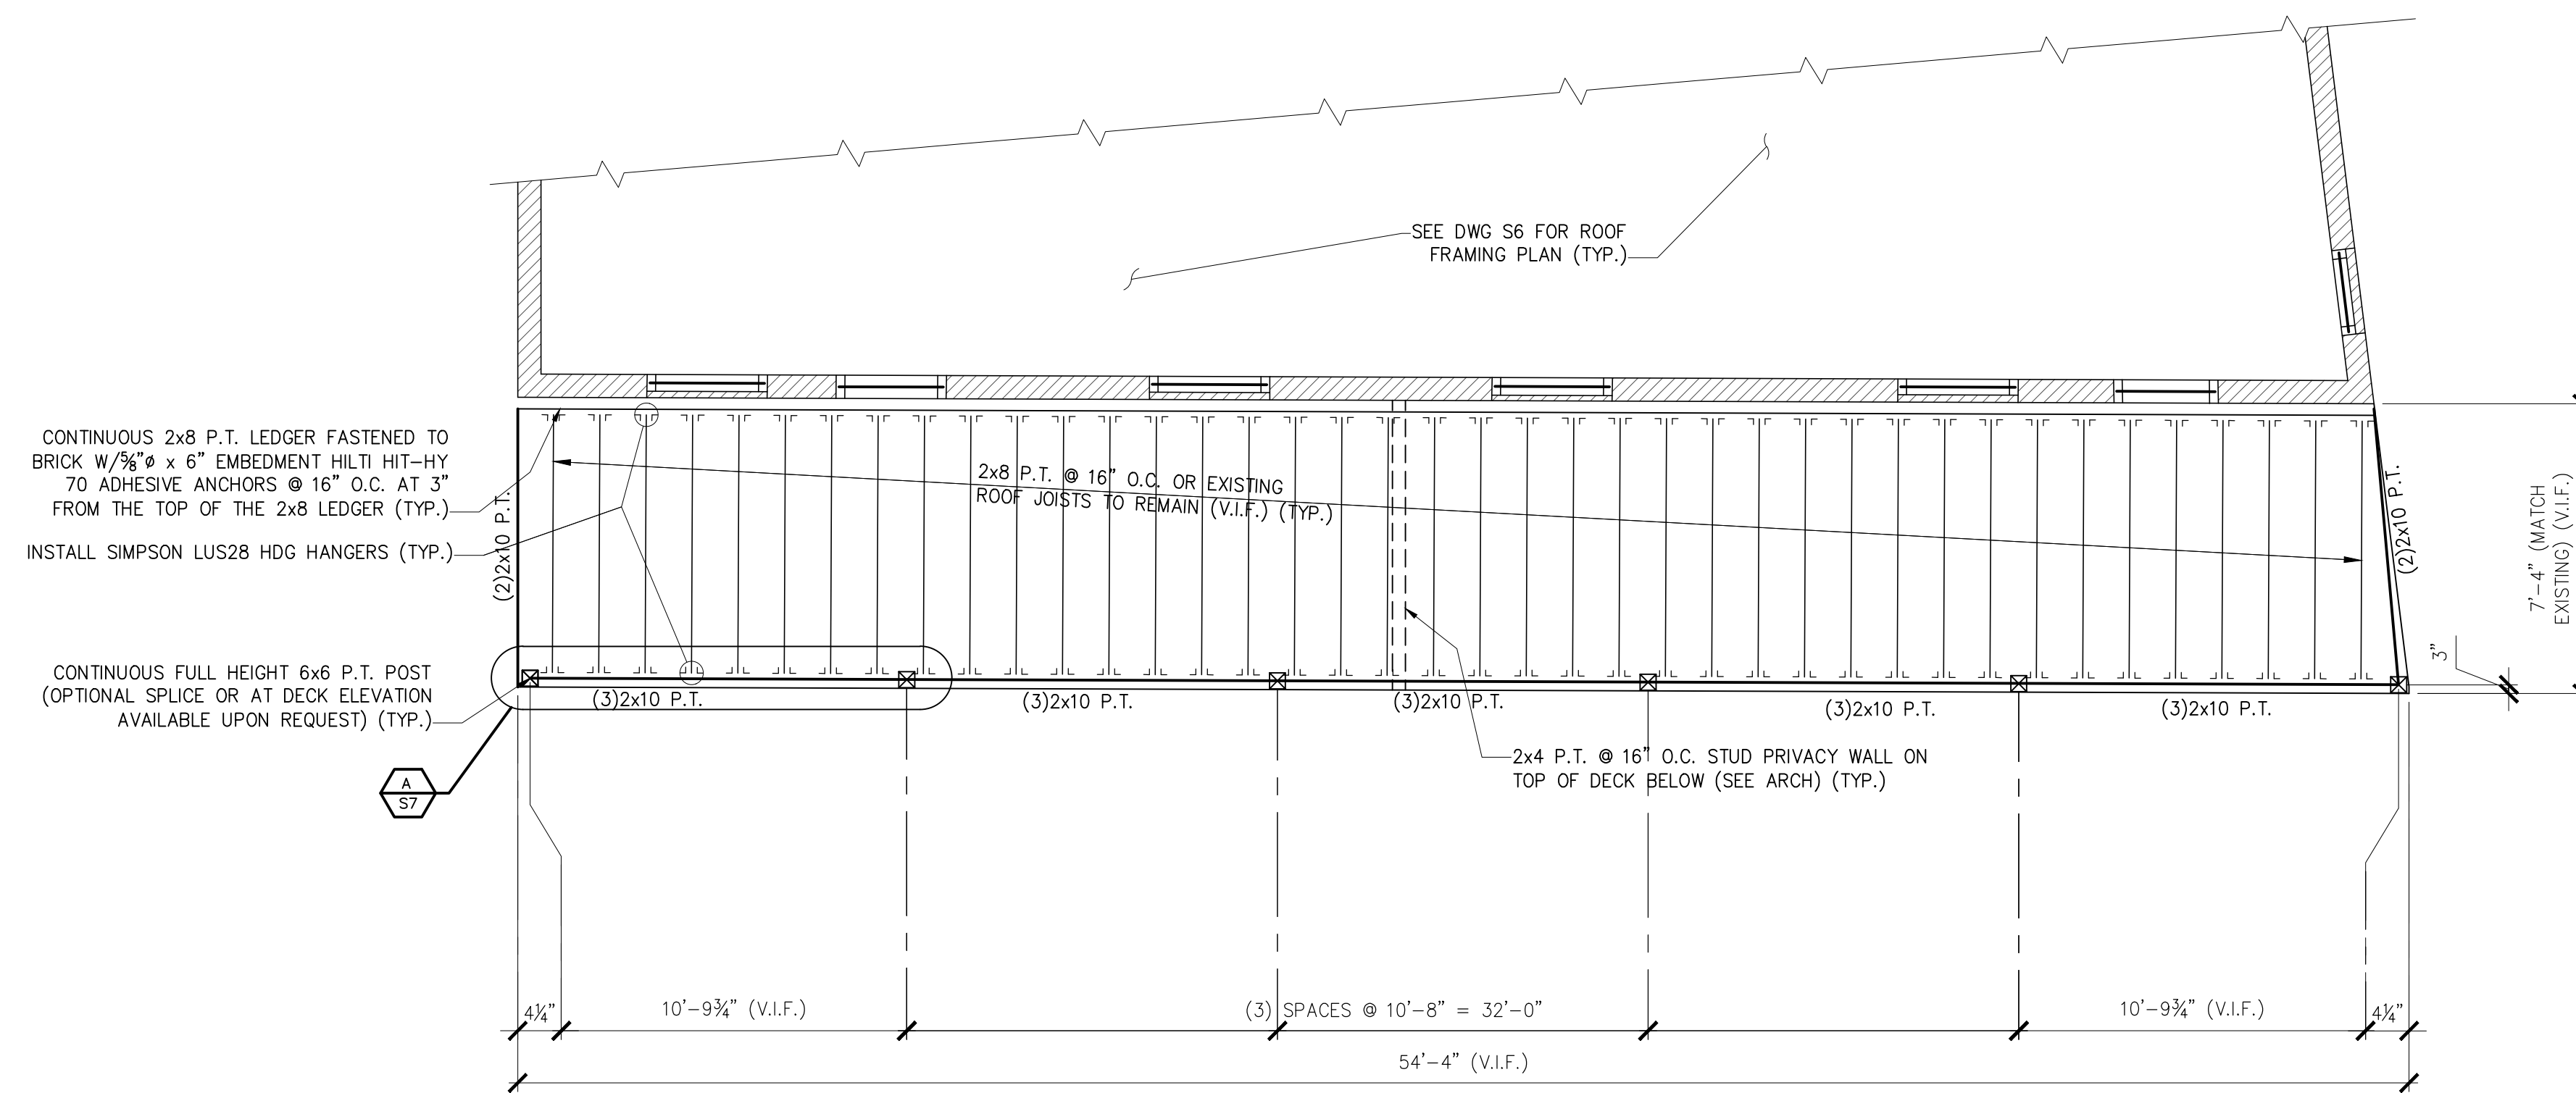 SEE DWG S6 FOR ROOF
FRAMING PLAN (TYP.)
CONTINUOUS 2x8 P.T. LEDGER FASTENED TO
BRICK W/⅝"ø x 6" EMBEDMENT HILTI HIT-HY
70 ADHESIVE ANCHORS @ 16" O.C. AT 3"
FROM THE TOP OF THE 2x8 LEDGER (TYP.)
INSTALL SIMPSON LUS28 HDG HANGERS (TYP.)
(2)2x10 P.T.
2x8 P.T. @ 16" O.C. OR EXISTING
ROOF JOISTS TO REMAIN (V.I.F.) (TYP.)
(2)2x10 P.T.
7'-4" (MATCH
EXISTING) (V.I.F.)
3"
CONTINUOUS FULL HEIGHT 6x6 P.T. POST
(OPTIONAL SPLICE OR AT DECK ELEVATION
AVAILABLE UPON REQUEST) (TYP.)
(3)2x10 P.T.
(3)2x10 P.T.
(3)2x10 P.T.
(3)2x10 P.T.
(3)2x10 P.T.
2x4 P.T. @ 16" O.C. STUD PRIVACY WALL ON
TOP OF DECK BELOW (SEE ARCH) (TYP.)
A
S7
4¼"
10'-9¾" (V.I.F.)
(3) SPACES @ 10'-8" = 32'-0"
10'-9¾" (V.I.F.)
4¼"
54'-4" (V.I.F.)